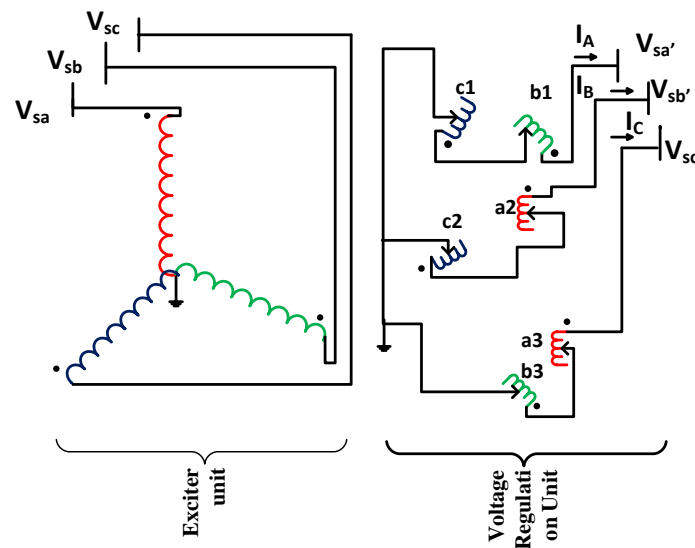 Vsc
Vsb
Vsa
IA
Vsa'
IB
Vsb'
IC
Vsc
c1
b1
a2
c2
a3
b3
Exciter
unit
Voltage
Regulati
on Unit